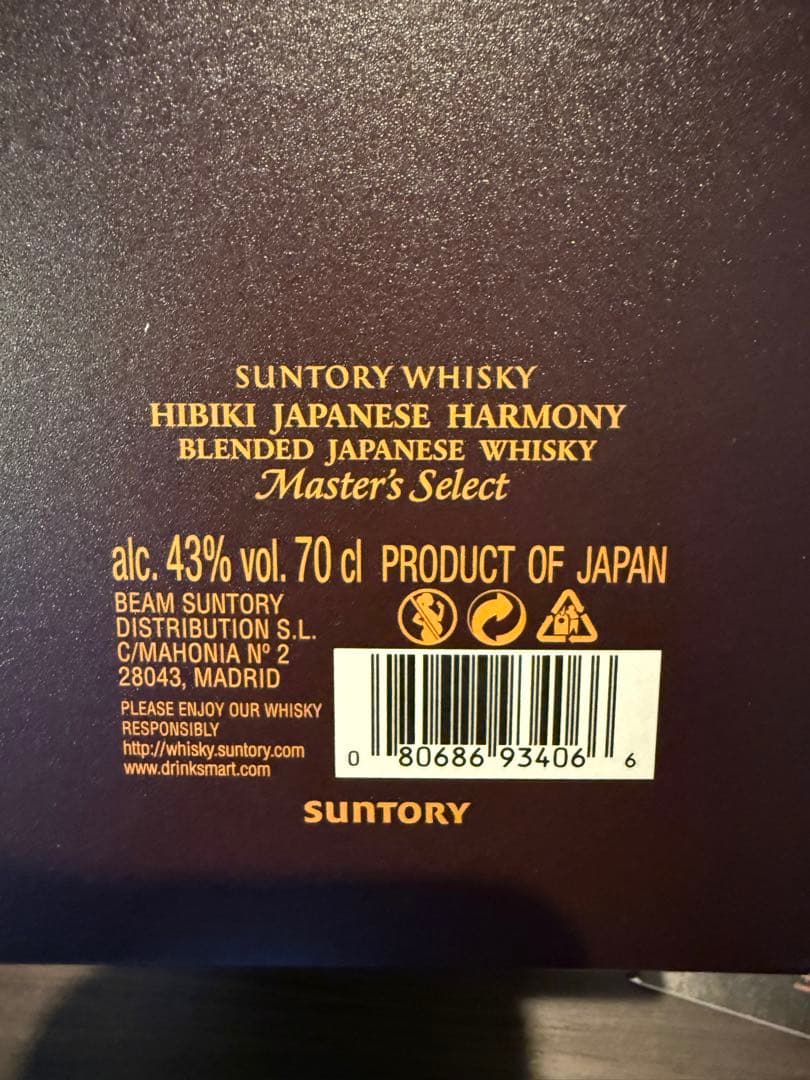 SUNTORY WHISKY
HIBIKI JAPANESE HARMONY
BLENDED JAPANESE WHISKY
Master's Select
alc. 43% vol. 70 cl PRODUCT OF JAPAN
BEAM SUNTORY
DISTRIBUTION S.L.
C/MAHONIA Nº 2
28043, MADRID
PLEASE ENJOY OUR WHISKY
RESPONSIBLY
http://whisky.suntory.com
www.drinksmart.com
0 80686 93406 6
SUNTORY